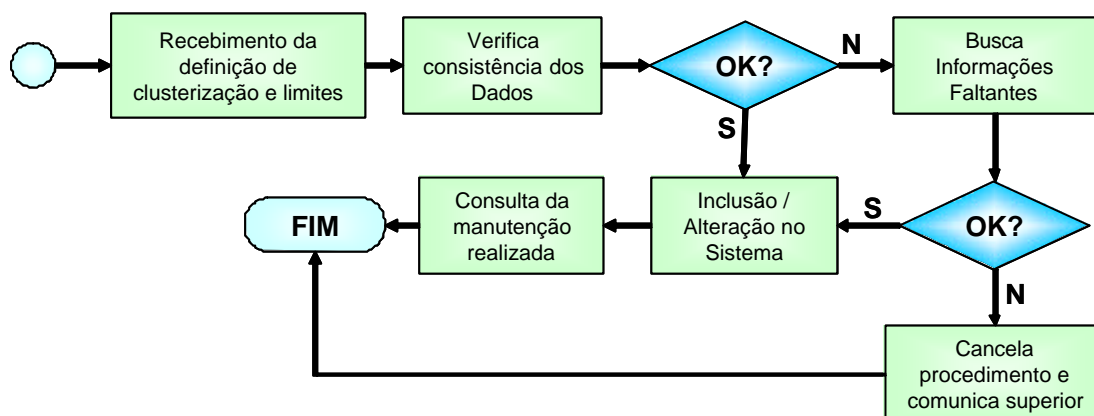 Recebimento da
definição de
clusterização e limites
Verifica
consistência dos
Dados
OK?
N
Busca
Informações
Faltantes
S
FIM
Consulta da
manutenção
realizada
Inclusão /
Alteração no
Sistema
S
OK?
N
Cancela
procedimento e
comunica superior